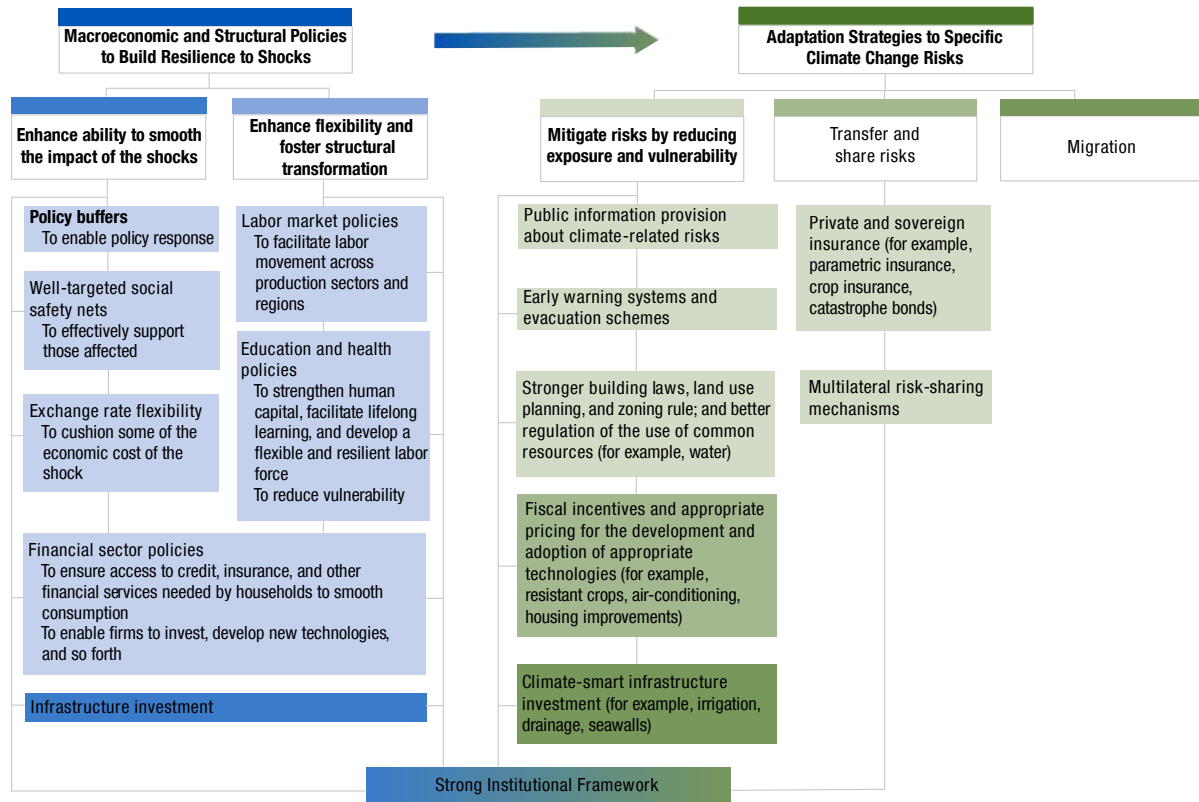 Macroeconomic and Structural Policies
to Build Resilience to Shocks
Adaptation Strategies to Specific
Climate Change Risks
Enhance ability to smooth
the impact of the shocks
Enhance flexibility and
foster structural
transformation
Mitigate risks by reducing
exposure and vulnerability
Transfer and
share risks
Migration
Policy buffers
To enable policy response
Well-targeted social
safety nets
To effectively support
those affected
Exchange rate flexibility
To cushion some of the
economic cost of the
shock
Labor market policies
To facilitate labor
movement across
production sectors and
regions
Education and health
policies
To strengthen human
capital, facilitate lifelong
learning, and develop a
flexible and resilient labor
force
To reduce vulnerability
Financial sector policies
To ensure access to credit, insurance, and other
financial services needed by households to smooth
consumption
To enable firms to invest, develop new technologies,
and so forth
Infrastructure investment
Public information provision
about climate-related risks
Early warning systems and
evacuation schemes
Stronger building laws, land use
planning, and zoning rule; and better
regulation of the use of common
resources (for example, water)
Fiscal incentives and appropriate
pricing for the development and
adoption of appropriate
technologies (for example,
resistant crops, air-conditioning,
housing improvements)
Climate-smart infrastructure
investment (for example, irrigation,
drainage, seawalls)
Private and sovereign
insurance (for example,
parametric insurance,
crop insurance,
catastrophe bonds)
Multilateral risk-sharing
mechanisms
Strong Institutional Framework